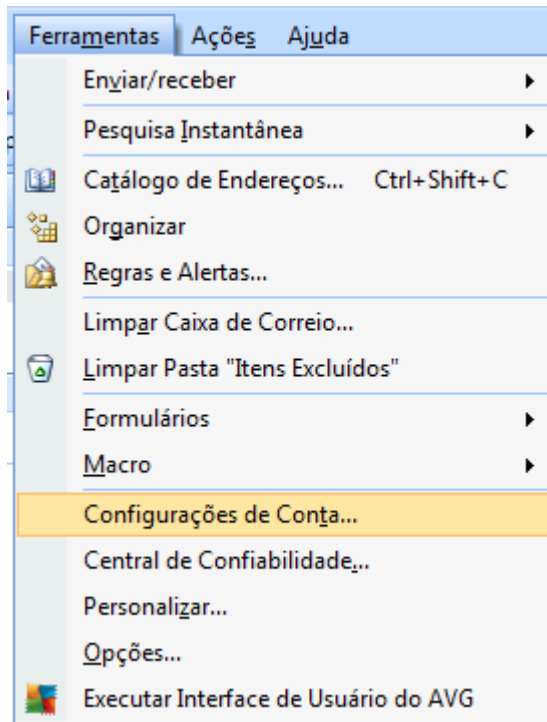 Ferramentas Ações Ajuda
Enviar/receber
Pesquisa Instantânea
Catálogo de Endereços... Ctrl+Shift+C
Organizar
Regras e Alertas...
Limpar Caixa de Correio...
Limpar Pasta "Itens Excluídos"
Formulários
Macro
Configurações de Conta...
Central de Confiabilidade...
Personalizar...
Opções...
Executar Interface de Usuário do AVG